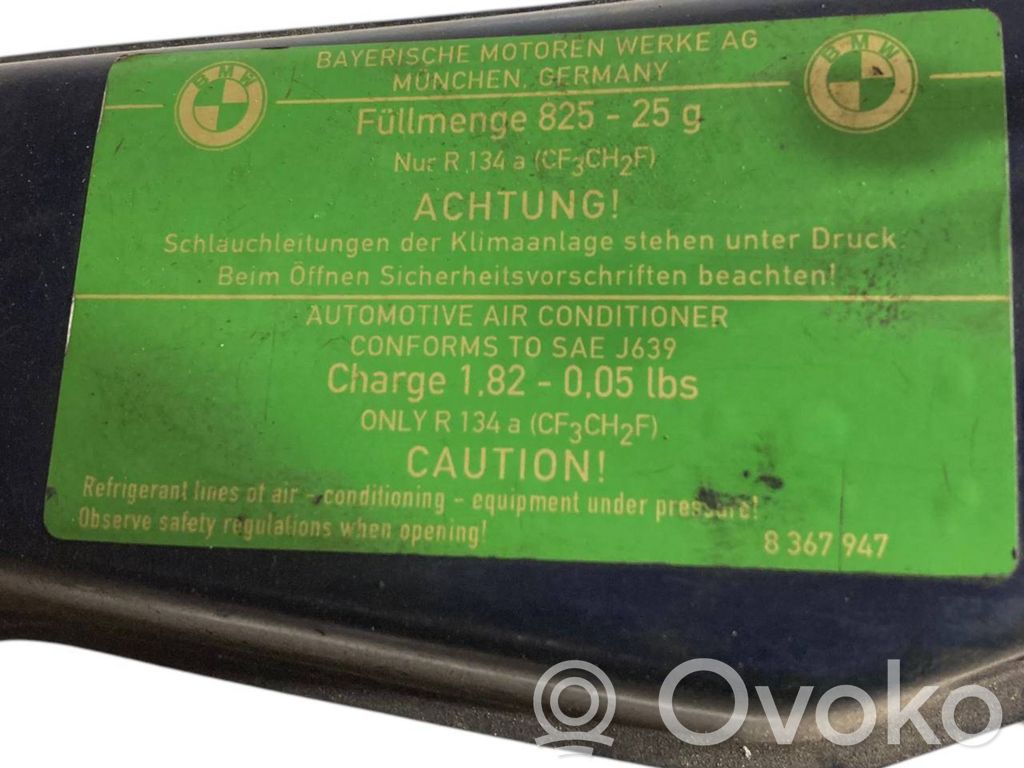 BMW
BMW
BAYERISCHE MOTOREN WERKE AG
MÜNCHEN, GERMANY
Füllmenge 825 - 25 g
Nur R 134 a (CF3CH2F)
ACHTUNG!
Schlauchleitungen der Klimaanlage stehen unter Druck.
Beim Öffnen Sicherheitsvorschriften beachten!
AUTOMOTIVE AIR CONDITIONER
CONFORMS TO SAE J639
Charge 1,82 - 0,05 lbs
ONLY R 134 a (CF3CH2F)
CAUTION!
Refrigerant lines of air - conditioning - equipment under pressure!
Observe safety regulations when opening!
8 367 947
© Ovoko